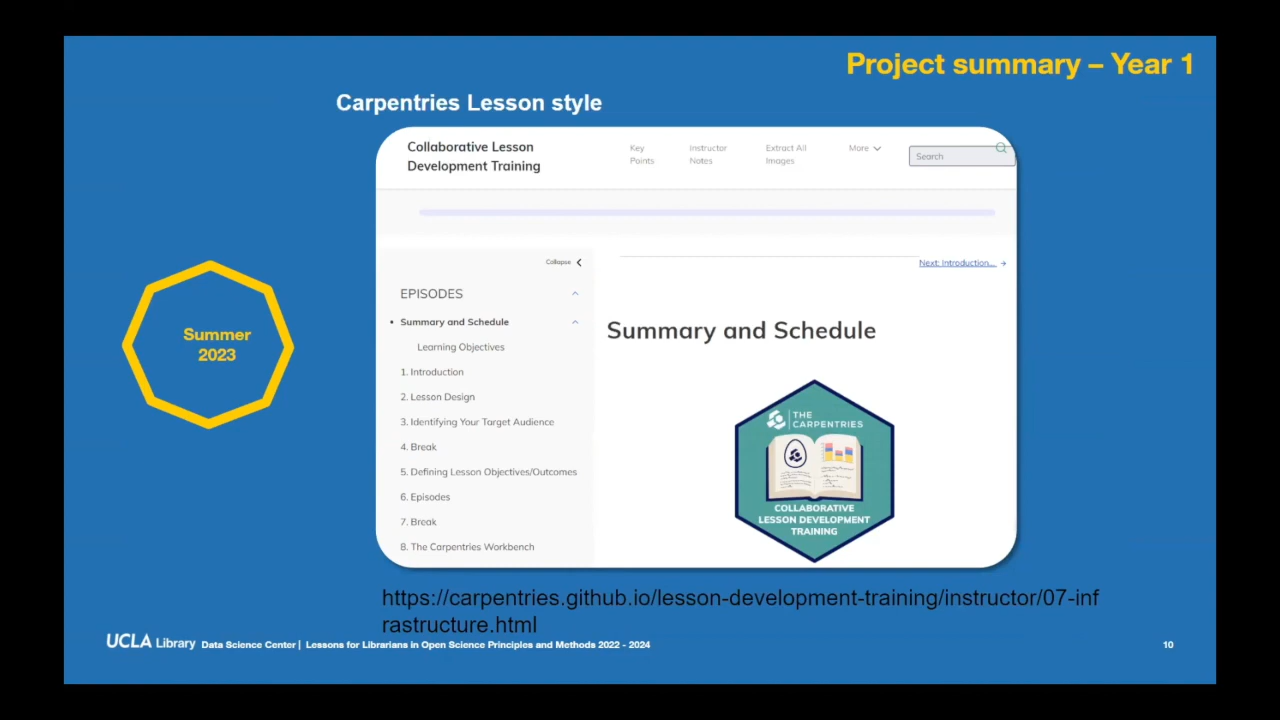 Project summary – Year 1
Carpentries Lesson style
Collaborative Lesson
Development Training
Key
Points
Instructor
Notes
Extract All
Images
More
Search
Collapse
Next: Introduction...
EPISODES
Summary and Schedule
Learning Objectives
1. Introduction
2. Lesson Design
3. Identifying Your Target Audience
4. Break
5. Defining Lesson Objectives/Outcomes
6. Episodes
7. Break
8. The Carpentries Workbench
Summary and Schedule
THE
CARPENTRIES
COLLABORATIVE
LESSON DEVELOPMENT
TRAINING
Summer
2023
https://carpentries.github.io/lesson-development-training/instructor/07-inf
rastructure.html
UCLA Library Data Science Center | Lessons for Librarians in Open Science Principles and Methods 2022 - 2024
10